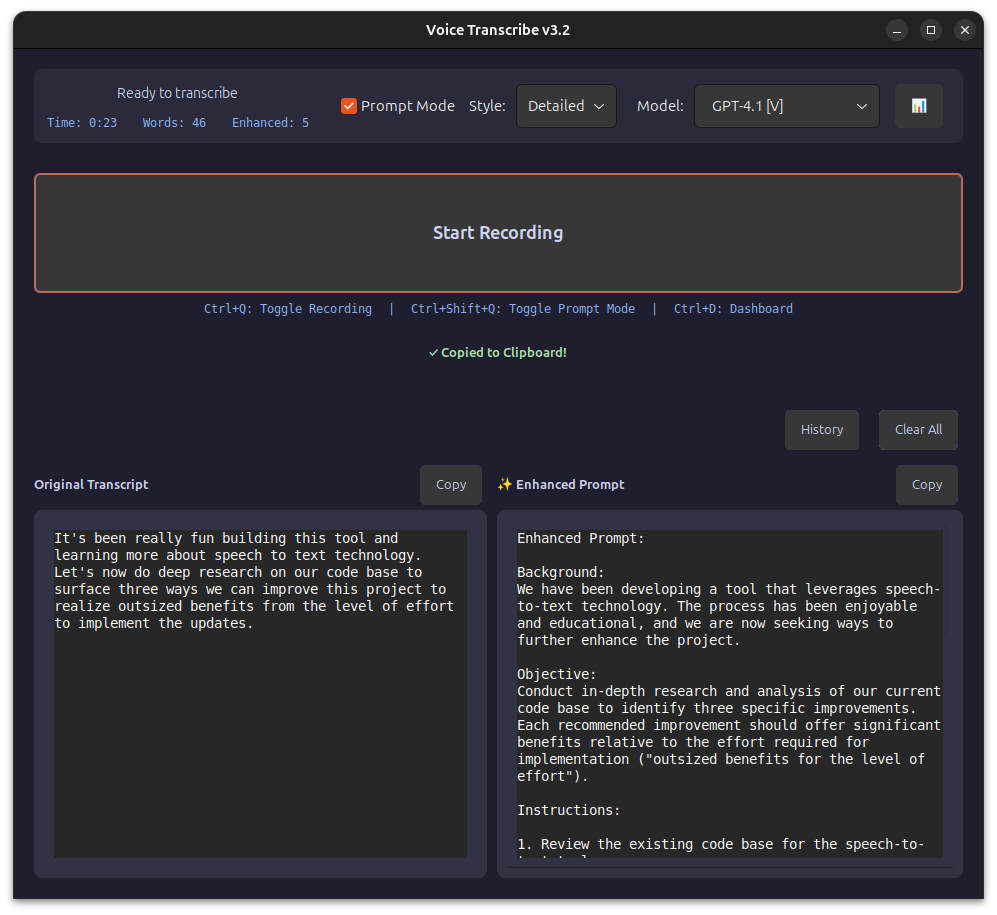 Voice Transcribe v3.2
Ready to transcribe
Time: 0:23 Words: 46 Enhanced: 5
Prompt Mode Style: Detailed Model: GPT-4.1 [V]
Start Recording
Ctrl+Q: Toggle Recording | Ctrl+Shift+Q: Toggle Prompt Mode | Ctrl+D: Dashboard
✓ Copied to Clipboard!
History Clear All
Original Transcript Copy
It's been really fun building this tool and
learning more about speech to text technology.
Let's now do deep research on our code base to
surface three ways we can improve this project to
realize outsized benefits from the level of effort
to implement the updates.
✨ Enhanced Prompt Copy
Enhanced Prompt:
Background:
We have been developing a tool that leverages speech-
to-text technology. The process has been enjoyable
and educational, and we are now seeking ways to
further enhance the project.
Objective:
Conduct in-depth research and analysis of our current
code base to identify three specific improvements.
Each recommended improvement should offer significant
benefits relative to the effort required for
implementation ("outsized benefits for the level of
effort").
Instructions:
1. Review the existing code base for the speech-to-